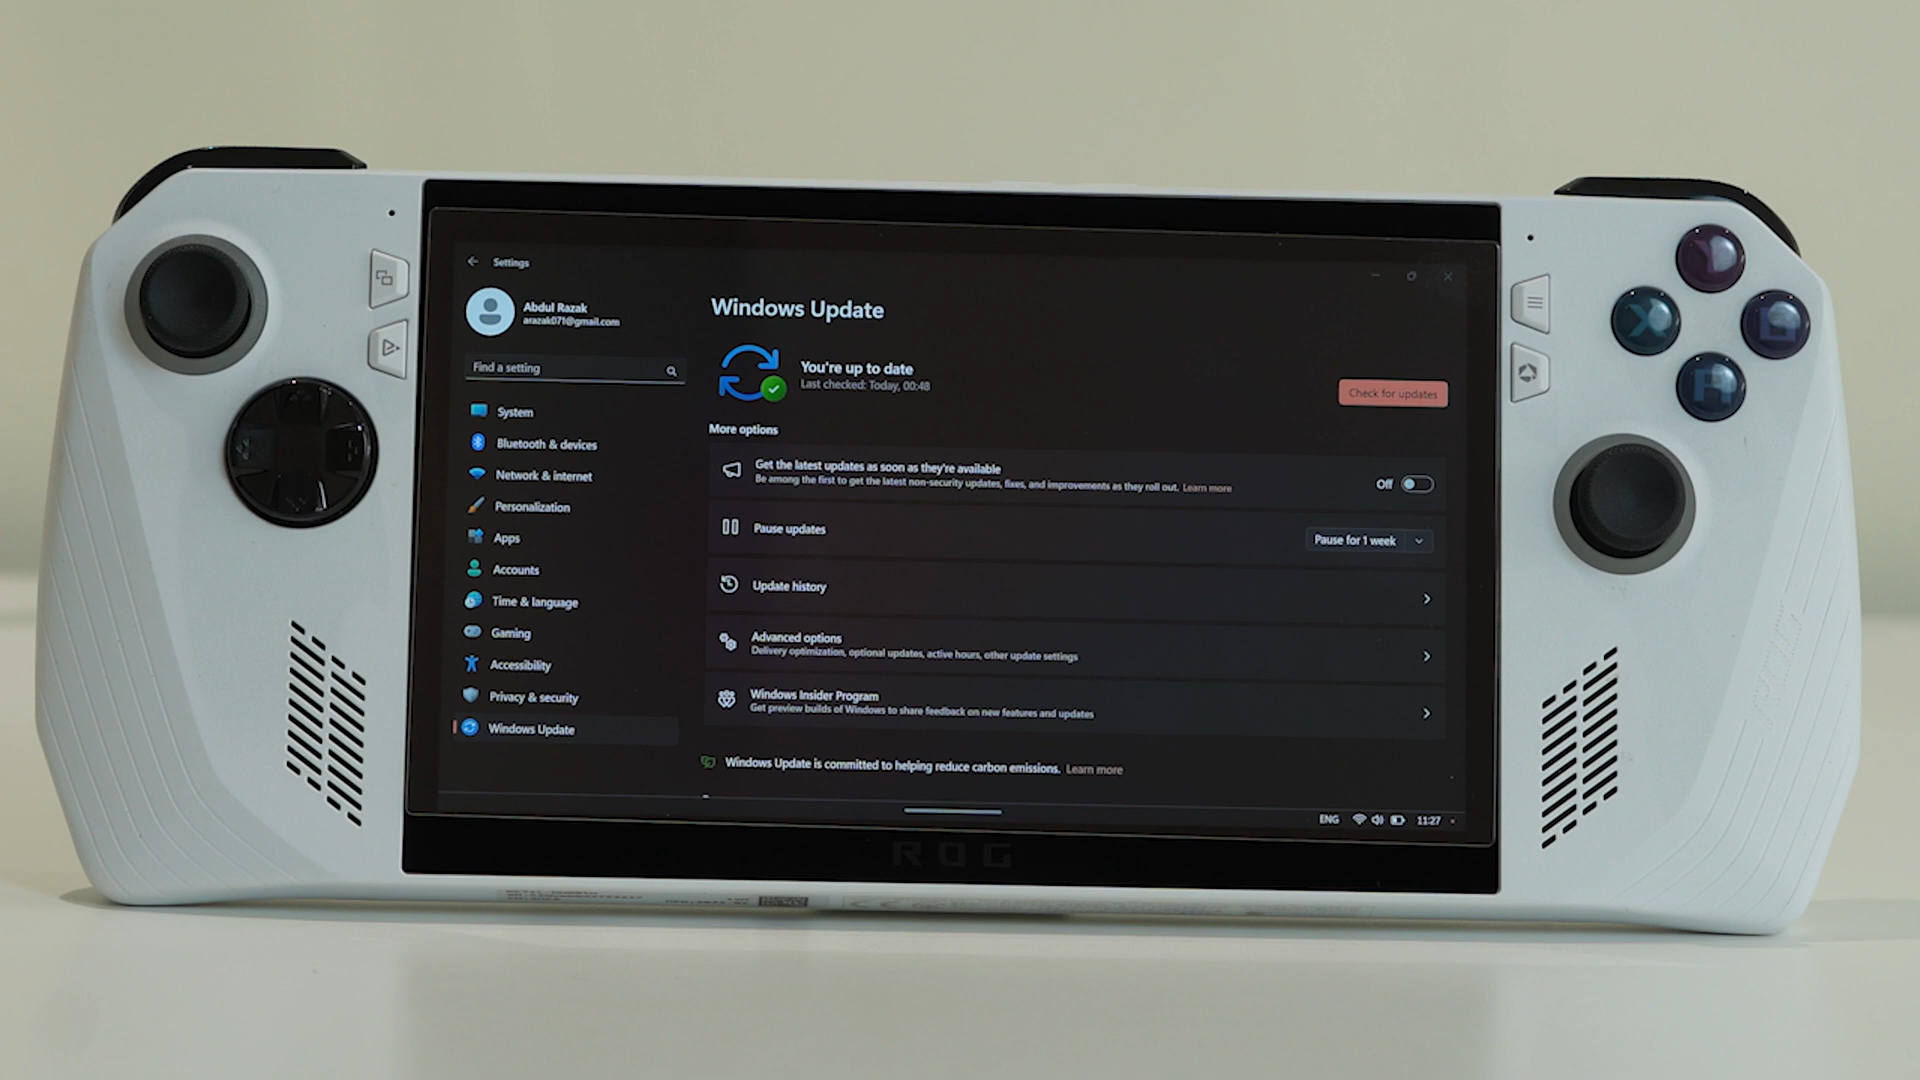 Settings
Abdul Razak
arazak071@gmail.com
Find a setting
System
Bluetooth & devices
Network & internet
Personalization
Apps
Accounts
Time & language
Gaming
Accessibility
Privacy & security
Windows Update
Windows Update
You're up to date
Last checked: Today, 00:48
Check for updates
More options
Get the latest updates as soon as they're available
Be among the first to get the latest non-security updates, fixes, and improvements as they roll out. Learn more
Off
Pause updates
Pause for 1 week
Update history
Advanced options
Delivery optimization, optional updates, active hours, other update settings
Windows Insider Program
Get preview builds of Windows to share feedback on new features and updates
Windows Update is committed to helping reduce carbon emissions. Learn more
ENG
11:27
ROG
Y
X